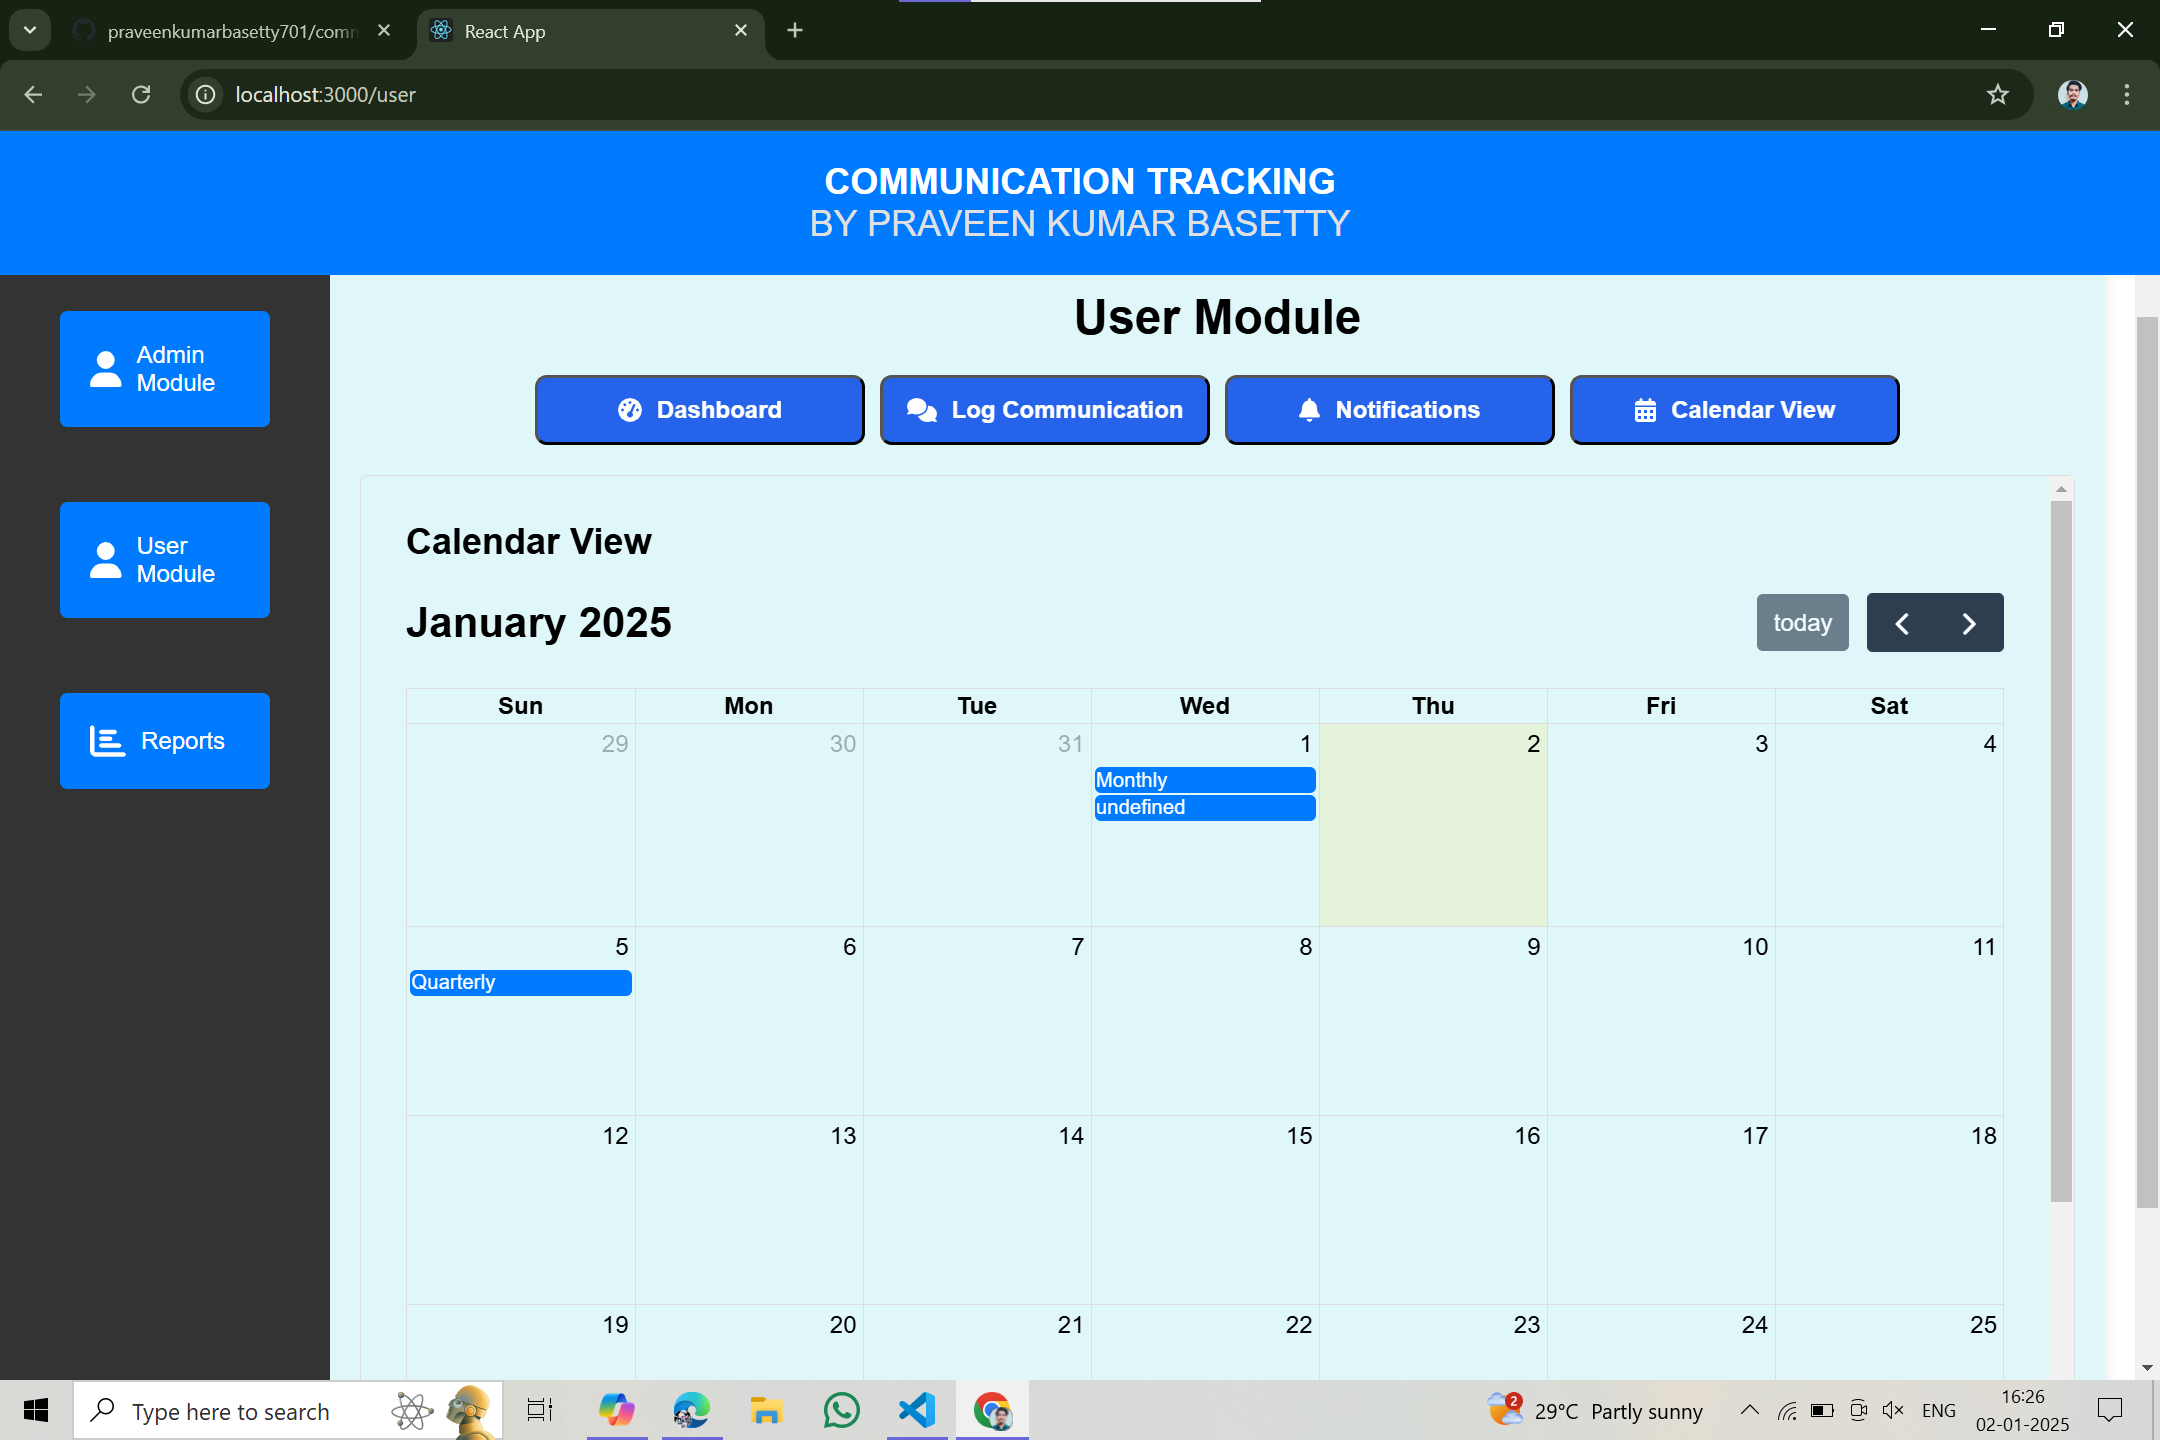 praveenkumarbasetty701/com
React App
localhost:3000/user
COMMUNICATION TRACKING
BY PRAVEEN KUMAR BASETTY
Admin
Module
User
Module
Reports
User Module
Dashboard
Log Communication
Notifications
Calendar View
Calendar View
January 2025
today
Sun Mon Tue Wed Thu Fri Sat
29 30 31 1 2 3 4
Monthly
undefined
5 6 7 8 9 10 11
Quarterly
12 13 14 15 16 17 18
19 20 21 22 23 24 25
Type here to search
2
29°C Partly sunny
ENG
16:26
02-01-2025